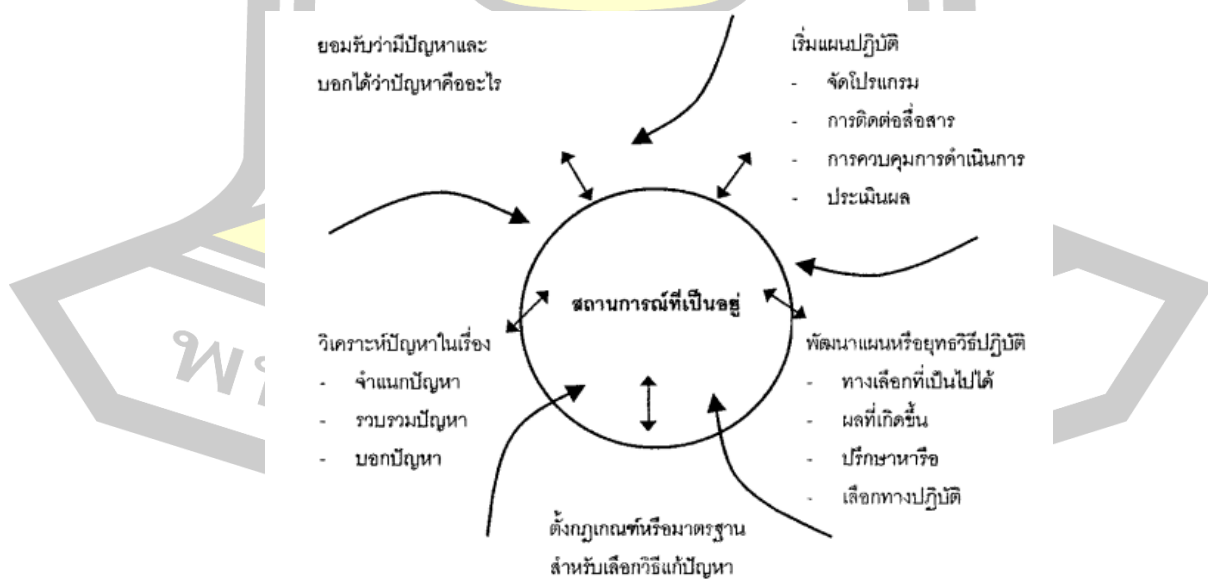 ยอมรับว่ามีปัญหาและ
บอกได้ว่าปัญหาคืออะไร
เริ่มแผนปฏิบัติ
- จัดโปรแกรม
- การติดต่อสื่อสาร
- การควบคุมการดำเนินการ
- ประเมินผล
สถานการณ์ที่เป็นอยู่
วิเคราะห์ปัญหาในเรื่อง
- จำแนกปัญหา
- รวบรวมปัญหา
- บอกปัญหา
พัฒนาแผนหรือยุทธวิธีปฏิบัติ
- ทางเลือกที่เป็นไปได้
- ผลที่เกิดขึ้น
- ปรึกษาหารือ
- เลือกทางปฏิบัติ
ตั้งกฎเกณฑ์หรือมาตรฐาน
สำหรับเลือกวิธีแก้ปัญหา